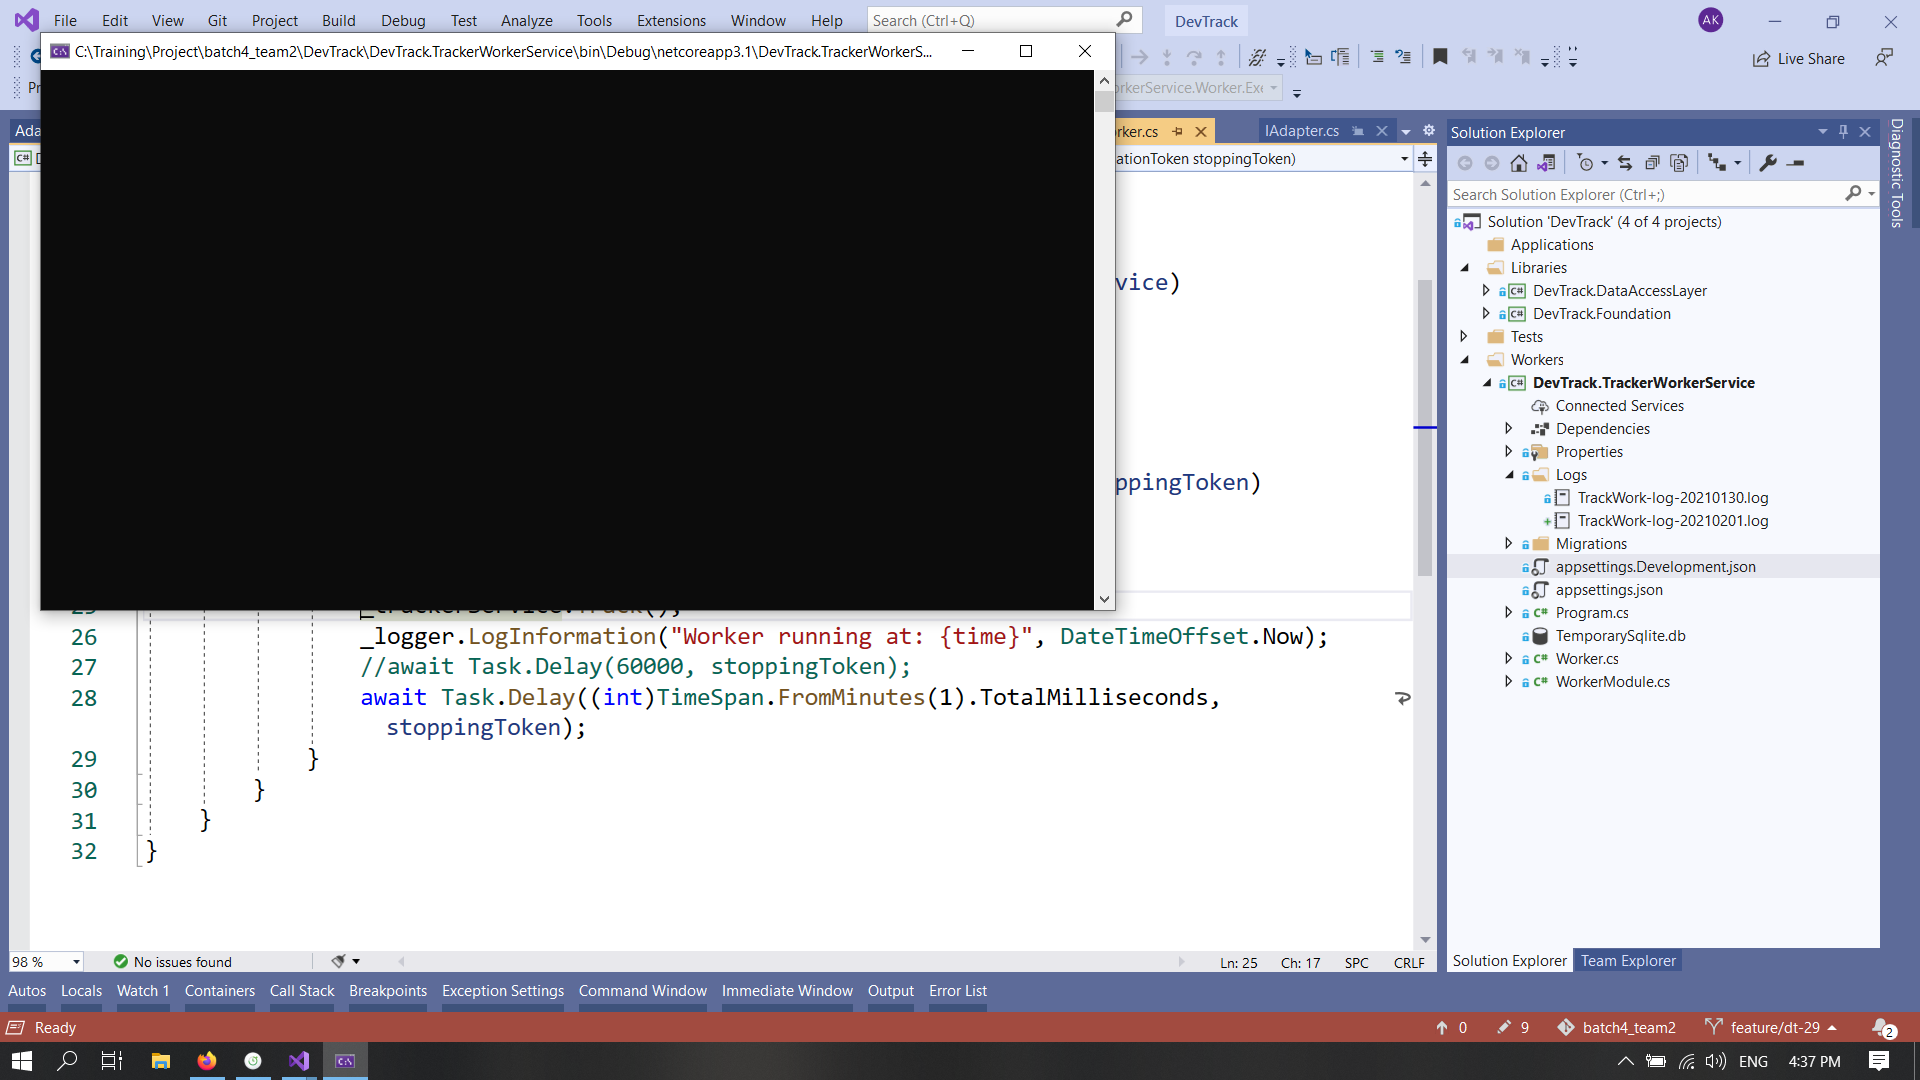 File Edit View Git Project Build Debug Test Analyze Tools Extensions Window Help Search (Ctrl+Q) DevTrack AK
C:\Training\Project\batch4_team2\DevTrack\DevTrack.TrackerWorkerService\bin\Debug\netcoreapp3.1\DevTrack.TrackerWorkerS...
Live Share
Pr
rkerService.Worker.Exe
Ada
rker.cs IAdapter.cs
ationToken stoppingToken)
vice)
ppingToken)
25 _trackerService.Track();
26 _logger.LogInformation("Worker running at: {time}", DateTimeOffset.Now);
27 //await Task.Delay(60000, stoppingToken);
28 await Task.Delay((int)TimeSpan.FromMinutes(1).TotalMilliseconds,
stoppingToken);
29 }
30 }
31 }
32 }
98 % No issues found Ln: 25 Ch: 17 SPC CRLF
Solution Explorer
Search Solution Explorer (Ctrl+;)
Solution 'DevTrack' (4 of 4 projects)
Applications
Libraries
C# DevTrack.DataAccessLayer
C# DevTrack.Foundation
Tests
Workers
C# DevTrack.TrackerWorkerService
Connected Services
Dependencies
Properties
Logs
TrackWork-log-20210130.log
TrackWork-log-20210201.log
Migrations
appsettings.Development.json
appsettings.json
C# Program.cs
TemporarySqlite.db
C# Worker.cs
C# WorkerModule.cs
Solution Explorer Team Explorer
Diagnostic Tools
Autos Locals Watch 1 Containers Call Stack Breakpoints Exception Settings Command Window Immediate Window Output Error List
Ready 0 9 batch4_team2 feature/dt-29 2
ENG 4:37 PM